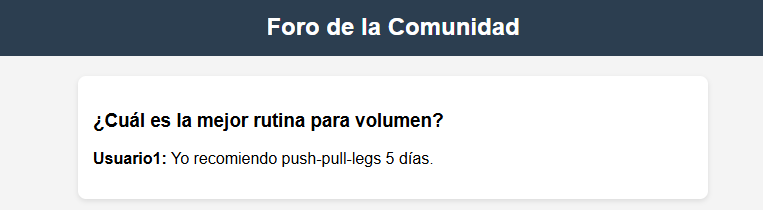 Foro de la Comunidad
¿Cuál es la mejor rutina para volumen?
Usuario1: Yo recomiendo push-pull-legs 5 días.